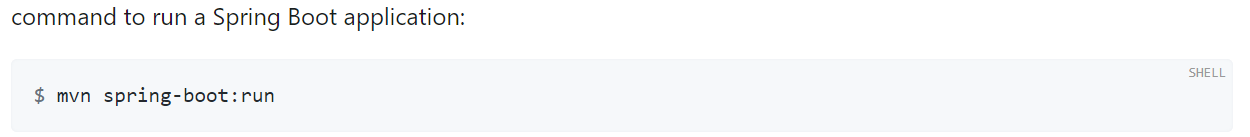 command to run a Spring Boot application:
SHELL
$ mvn spring-boot:run